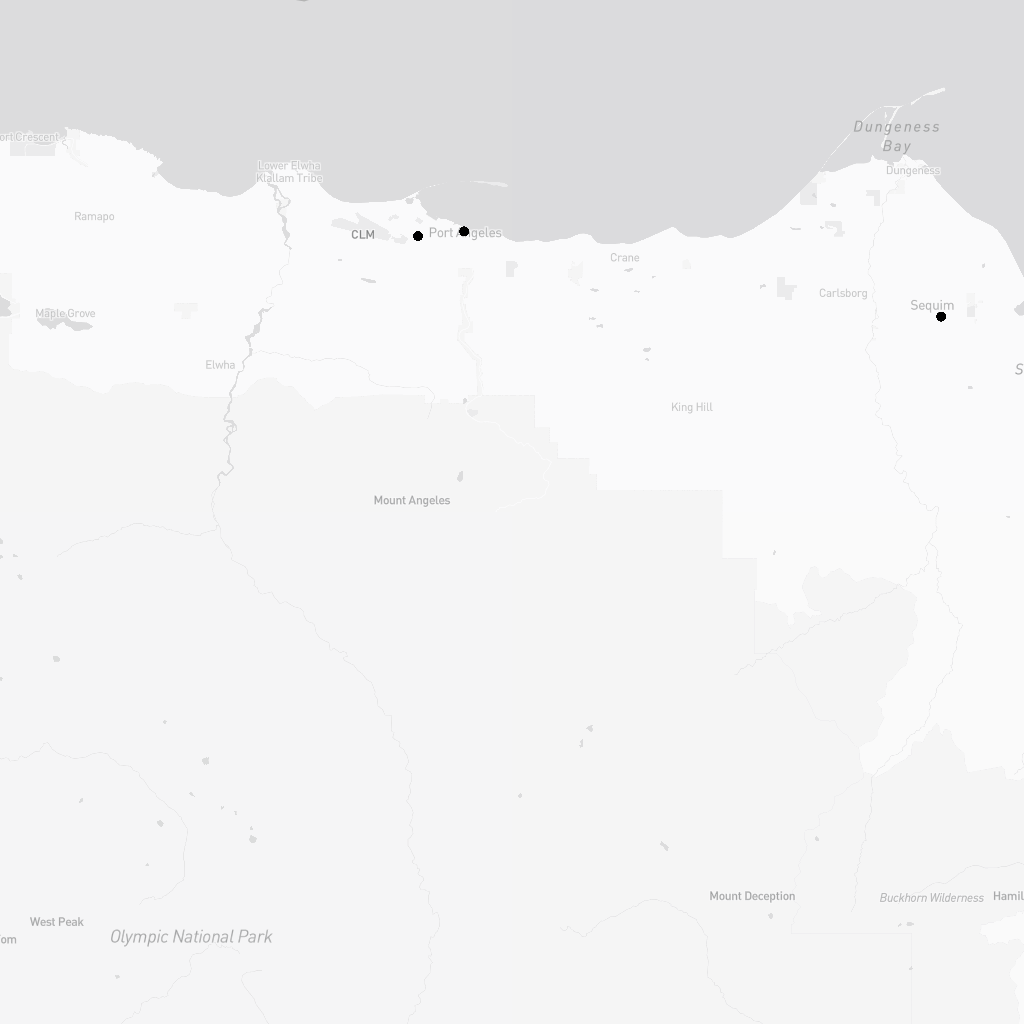 Dungeness
Bay
ort Crescent
Lower Elwha
Klallam Tribe
Dungeness
Ramapo
CLM
Port Angeles
Crane
Carlsborg
Sequim
Maple Grove
Elwha
S
King Hill
Mount Angeles
Mount Deception
Buckhorn Wilderness
Hamil
West Peak
Olympic National Park
om